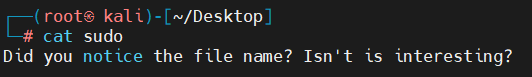 ┌──(root㉿ kali)-[~/Desktop]
└─# cat sudo
Did you notice the file name? Isn't is interesting?